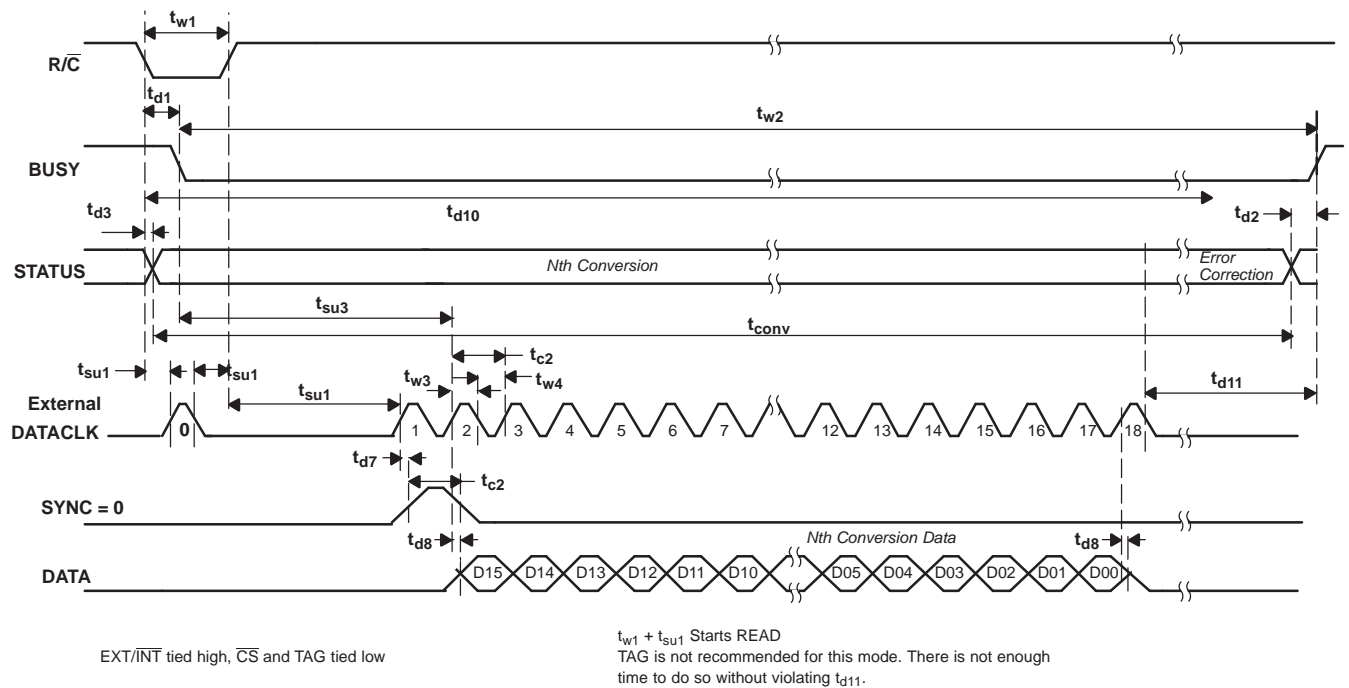 tw1
R/C̅
td1
tw2
BUSY
td3
td10
td2
STATUS
Nth Conversion
Error
Correction
tsu3
tconv
tc2
tsu1
tsu1
tw3
tw4
tsu1
td11
External
DATACLK
0 1 2 3 4 5 6 7 12 13 14 15 16 17 18
td7
tc2
SYNC = 0
td8
Nth Conversion Data
td8
DATA
D15 D14 D13 D12 D11 D10 D05 D04 D03 D02 D01 D00
EXT/I̅N̅T̅ tied high, C̅S̅ and TAG tied low
tw1 + tsu1 Starts READ
TAG is not recommended for this mode. There is not enough
time to do so without violating td11.